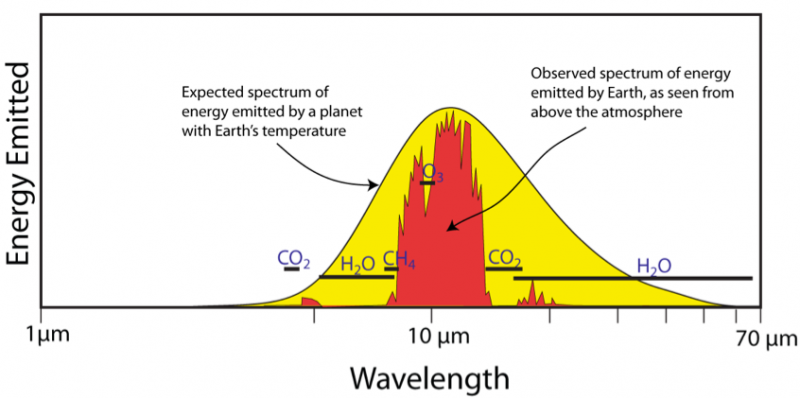 Energy Emitted
Expected spectrum of
energy emitted by a planet
with Earth's temperature
Observed spectrum of energy
emitted by Earth, as seen from
above the atmosphere
O₃
CO₂
H₂O
CH₄
CO₂
H₂O
1μm
10 μm
70 μm
Wavelength